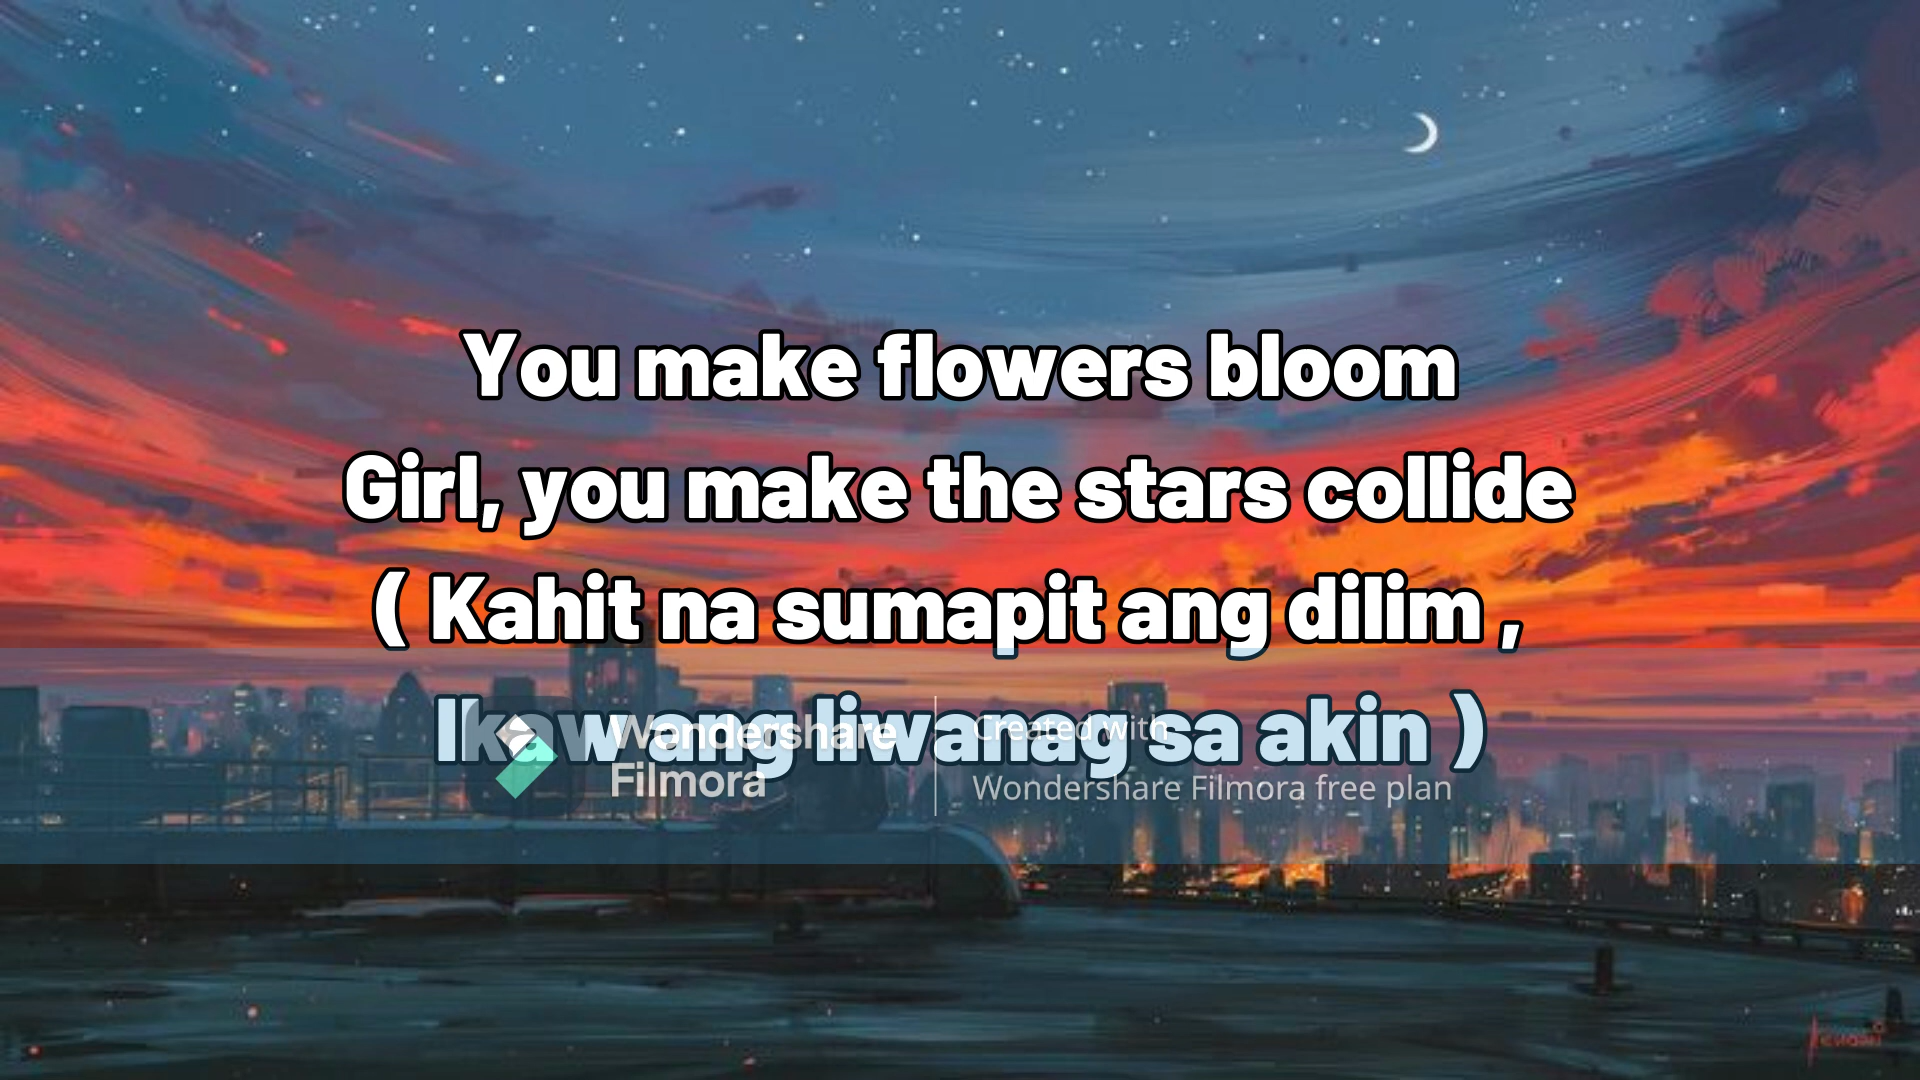 You make flowers bloom
Girl, you make the stars collide
( Kahit na sumapit ang dilim ,
Ikaw ang liwanag sa akin )
Wondershare
Filmora
Created with
Wondershare Filmora free plan